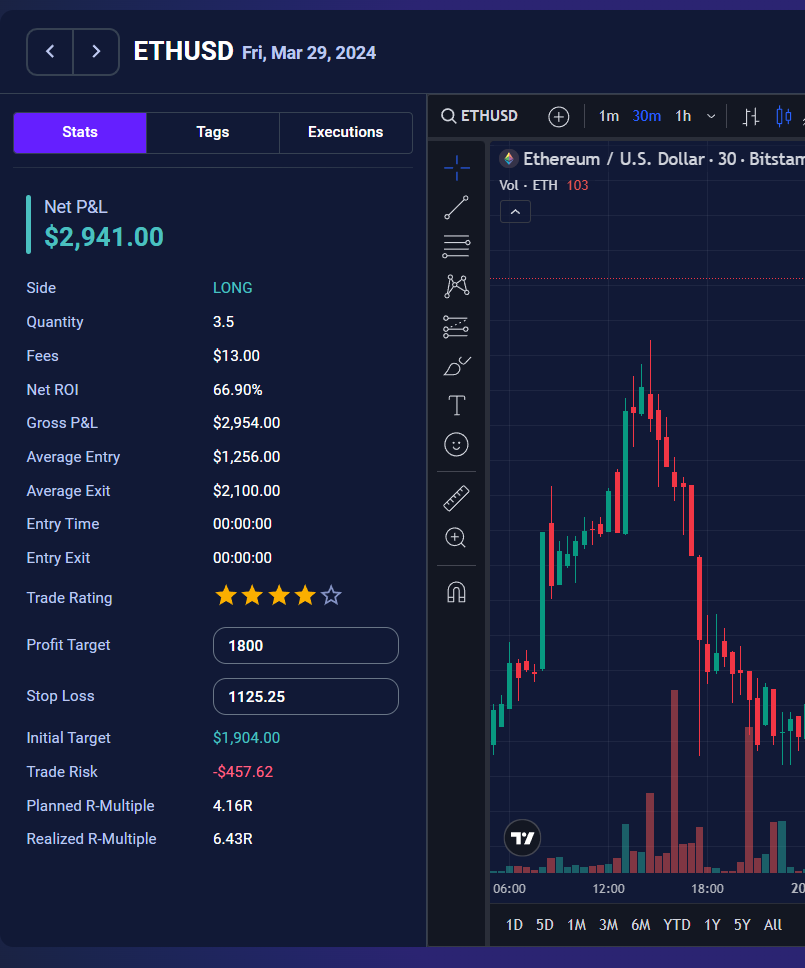 ETHUSD Fri, Mar 29, 2024
Stats Tags Executions
Net P&L
$2,941.00
Side LONG
Quantity 3.5
Fees $13.00
Net ROI 66.90%
Gross P&L $2,954.00
Average Entry $1,256.00
Average Exit $2,100.00
Entry Time 00:00:00
Entry Exit 00:00:00
Trade Rating
Profit Target 1800
Stop Loss 1125.25
Initial Target $1,904.00
Trade Risk -$457.62
Planned R-Multiple 4.16R
Realized R-Multiple 6.43R
ETHUSD 1m 30m 1h
Ethereum / U.S. Dollar · 30 · Bitstam
Vol · ETH 103
06:00 12:00 18:00 20
1D 5D 1M 3M 6M YTD 1Y 5Y All